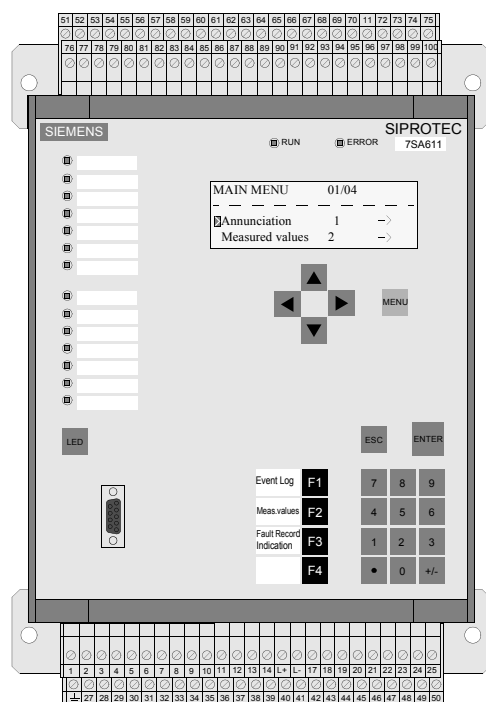 51 52 53 54 55 56 57 58 59 60 61 62 63 64 65 66 67 68 69 70 11 72 73 74 75
76 77 78 79 80 81 82 83 84 85 86 87 88 89 90 91 92 93 94 95 96 97 98 99 100
SIEMENS
SIPROTEC
RUN ERROR 7SA611
MAIN MENU 01/04
Annunciation 1 ->
Measured values 2 ->
MENU
LED
ESC ENTER
Event Log F1 7 8 9
Meas.values F2 4 5 6
Fault Record
Indication F3 1 2 3
F4 • 0 +/-
1 2 3 4 5 6 7 8 9 10 11 12 13 14 L+ L- 17 18 19 20 21 22 23 24 25
27 28 29 30 31 32 33 34 35 36 37 38 39 40 41 42 43 44 45 46 47 48 49 50